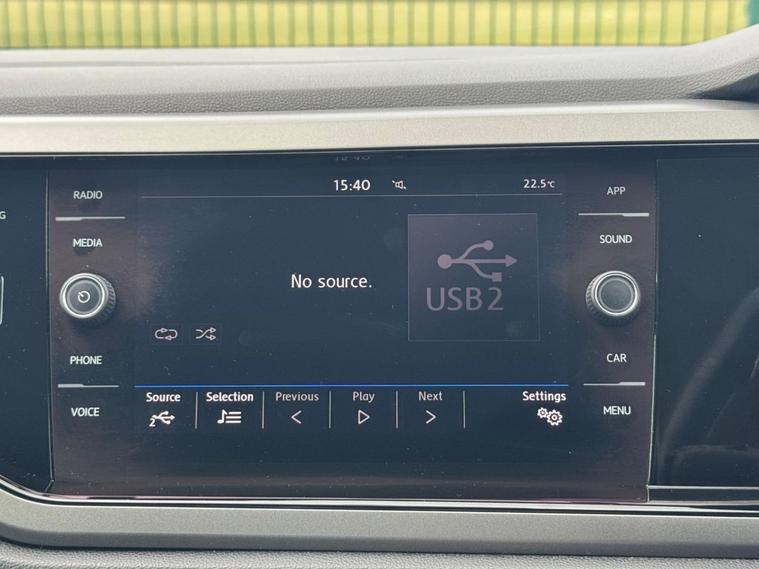 15:40
22.5°C
RADIO
MEDIA
PHONE
VOICE
No source.
USB2
APP
SOUND
CAR
MENU
Source
Selection
Previous
Play
Next
Settings
2
G